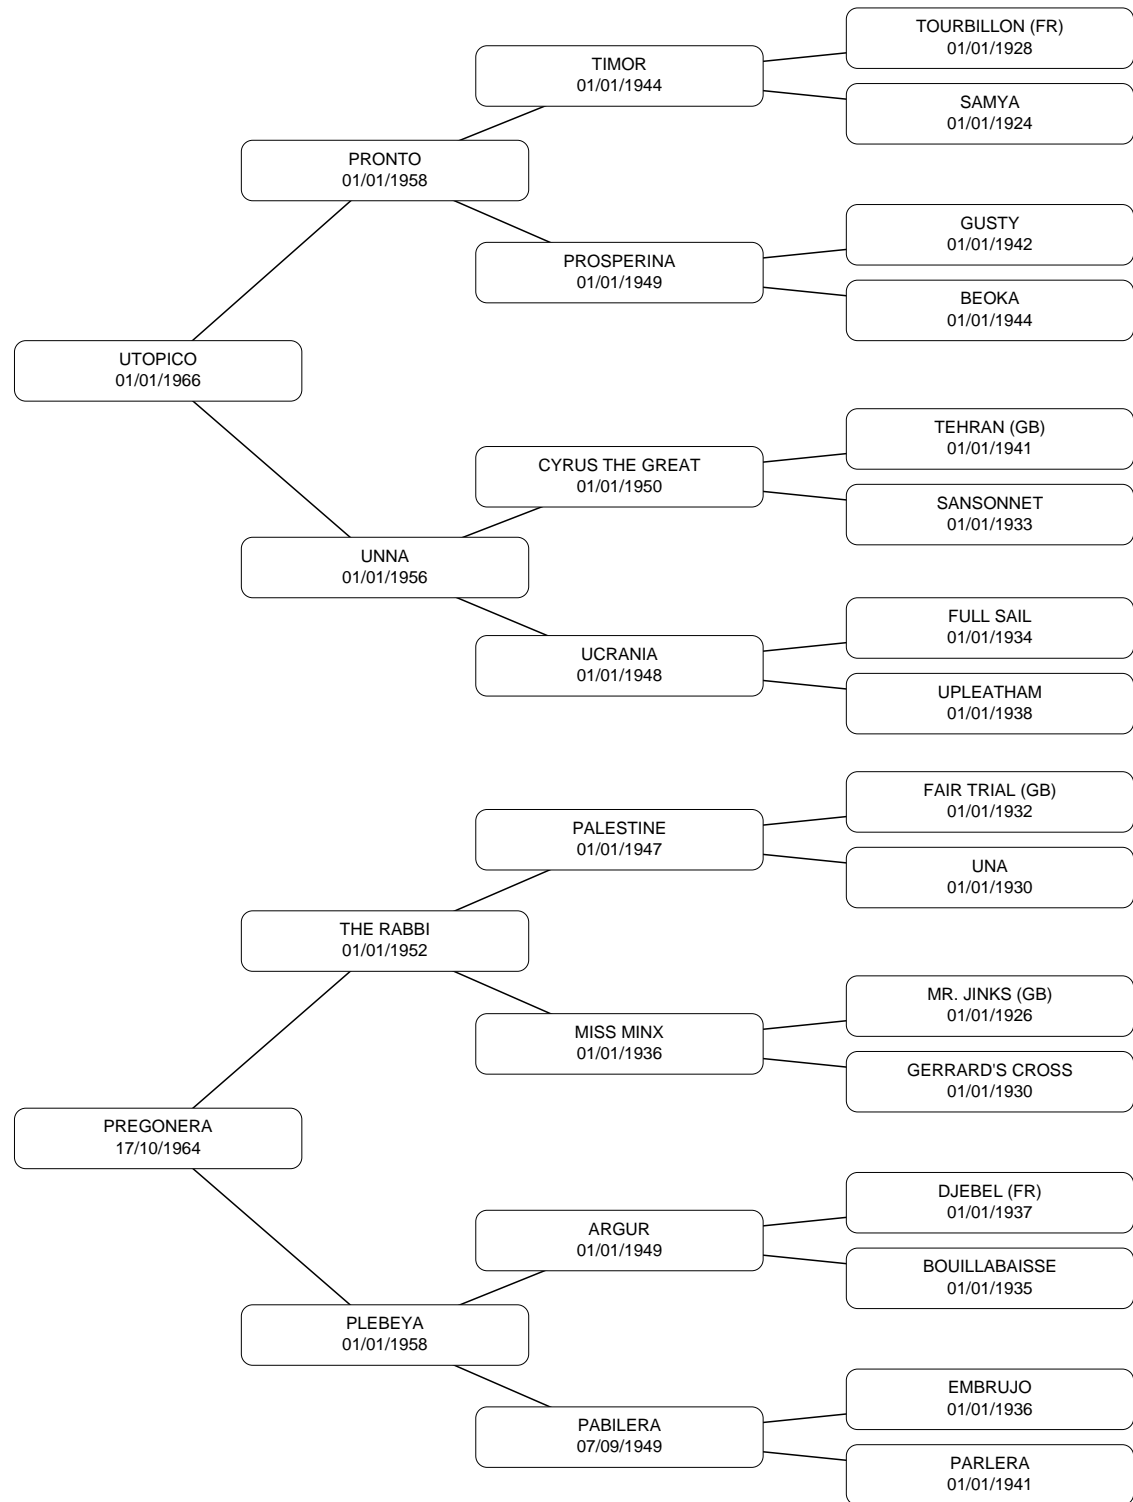 TOURBILLON (FR)
01/01/1928
TIMOR
01/01/1944
SAMYA
01/01/1924
PRONTO
01/01/1958
GUSTY
01/01/1942
PROSPERINA
01/01/1949
BEOKA
01/01/1944
UTOPICO
01/01/1966
TEHRAN (GB)
01/01/1941
CYRUS THE GREAT
01/01/1950
SANSONNET
01/01/1933
UNNA
01/01/1956
FULL SAIL
01/01/1934
UCRANIA
01/01/1948
UPLEATHAM
01/01/1938
FAIR TRIAL (GB)
01/01/1932
PALESTINE
01/01/1947
UNA
01/01/1930
THE RABBI
01/01/1952
MR. JINKS (GB)
01/01/1926
MISS MINX
01/01/1936
GERRARD'S CROSS
01/01/1930
PREGONERA
17/10/1964
DJEBEL (FR)
01/01/1937
ARGUR
01/01/1949
BOUILLABAISSE
01/01/1935
PLEBEYA
01/01/1958
EMBRUJO
01/01/1936
PABILERA
07/09/1949
PARLERA
01/01/1941